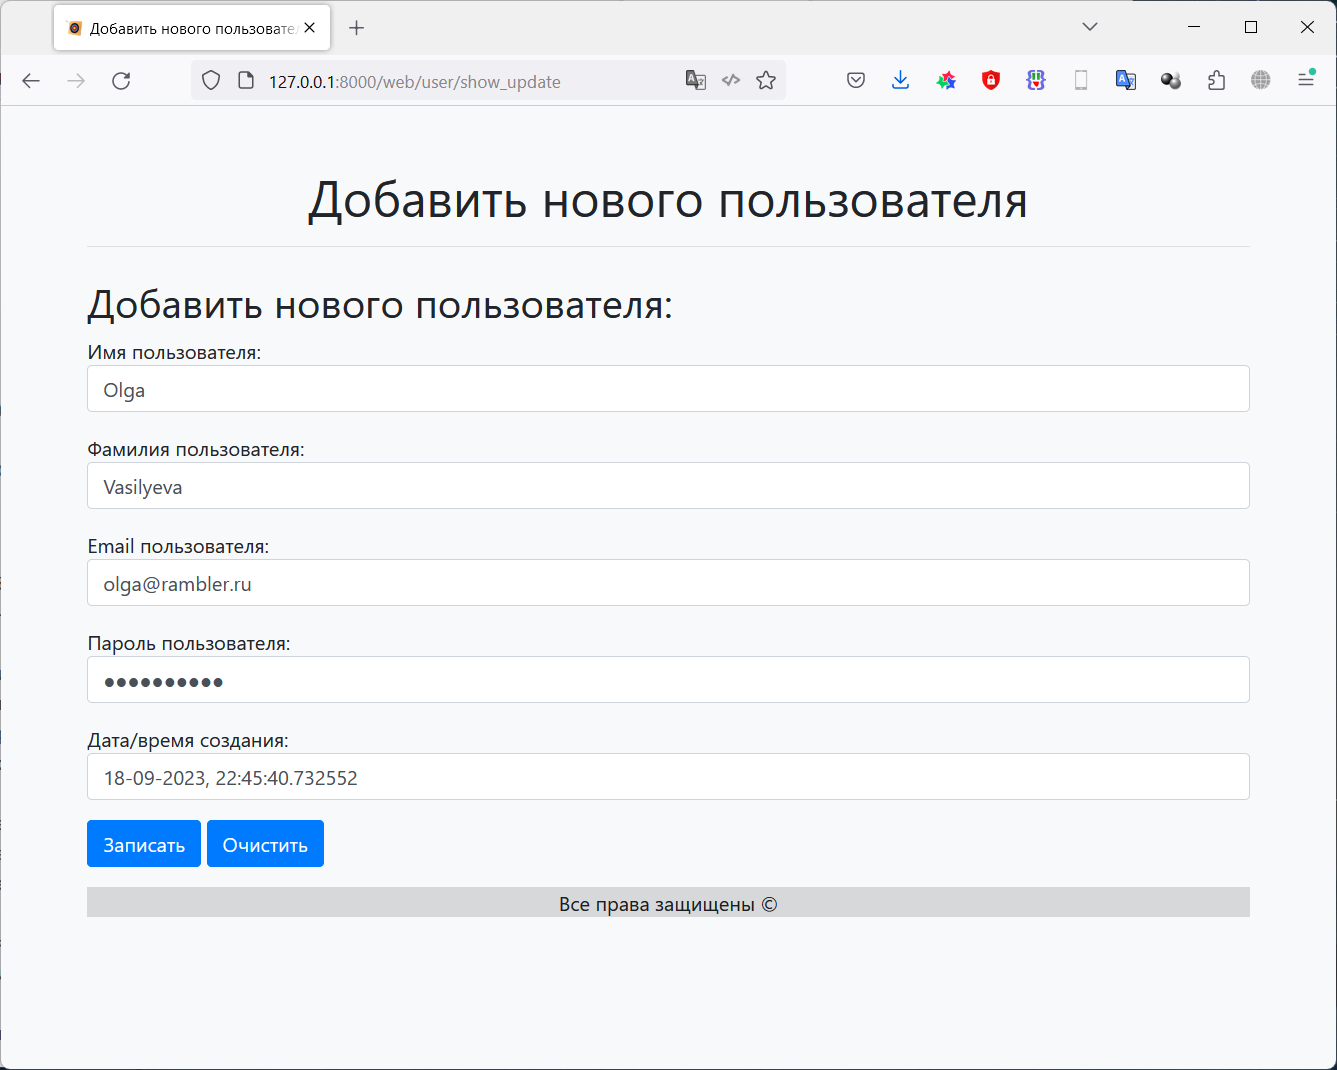 Добавить нового пользовател
127.0.0.1:8000/web/user/show_update
Добавить нового пользователя
Добавить нового пользователя:
Имя пользователя:
Olga
Фамилия пользователя:
Vasilyeva
Email пользователя:
olga@rambler.ru
Пароль пользователя:
●●●●●●●●●●
Дата/время создания:
18-09-2023, 22:45:40.732552
Записать Очистить
Все права защищены ©